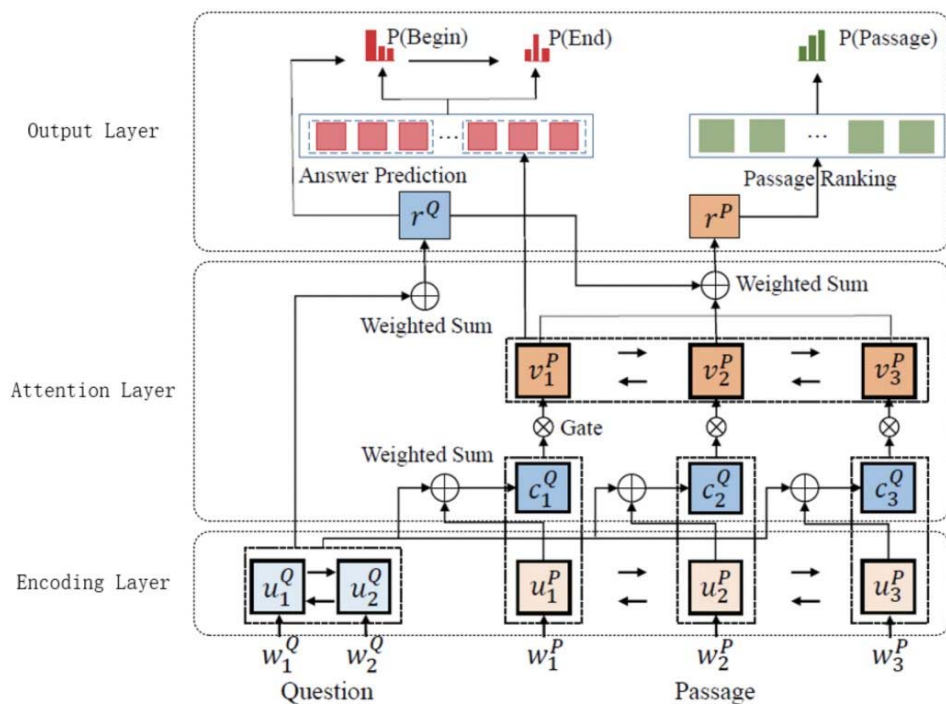 P(Begin) P(End) P(Passage)
Output Layer
...
...
Answer Prediction Passage Ranking
r^Q r^P
Weighted Sum
Weighted Sum
Attention Layer
v_1^P v_2^P v_3^P
Gate
Weighted Sum
c_1^Q c_2^Q c_3^Q
Encoding Layer
u_1^Q u_2^Q u_1^P u_2^P u_3^P
w_1^Q w_2^Q w_1^P w_2^P w_3^P
Question Passage